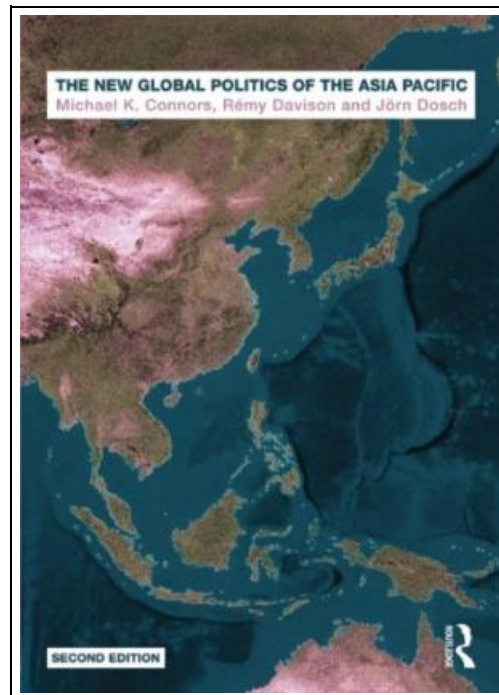 THE NEW GLOBAL POLITICS OF THE ASIA PACIFIC
Michael K. Connors, Rémy Davison and Jörn Dosch
ROUTLEDGE
SECOND EDITION